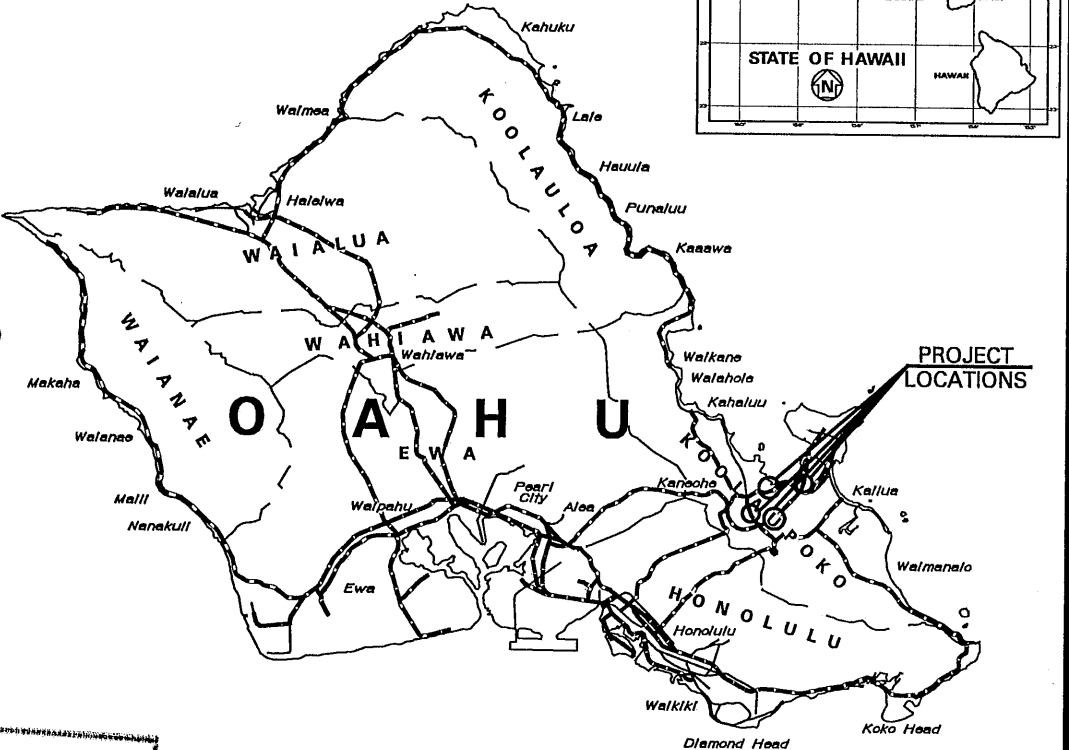 Kahuku
STATE OF HAWAII
HAWAII
N
Waimea
KOOLAULOA
Laie
Hauula
Waialua
Haleiwa
Punaluu
WAIALUA
Kaaawa
WAIANAE
WAHIAWA
Wahiawa
Waikane
Waiahole
PROJECT
LOCATIONS
Makaha
Kahaluu
OAHU
Waianae
EWA
KOOLAUPOKO
Kaneohe
Maili
Pearl
City
Kailua
Waipahu
Aiea
Nanakuli
Waimanalo
Ewa
HONOLULU
Honolulu
Waikiki
Koko Head
Diamond Head